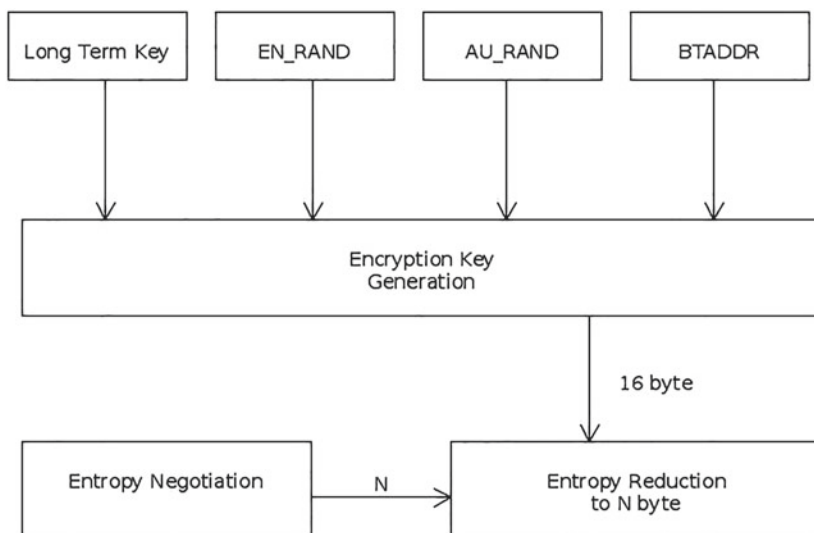 Long Term Key
EN_RAND
AU_RAND
BTADDR
Encryption Key
Generation
16 byte
Entropy Negotiation
N
Entropy Reduction
to N byte